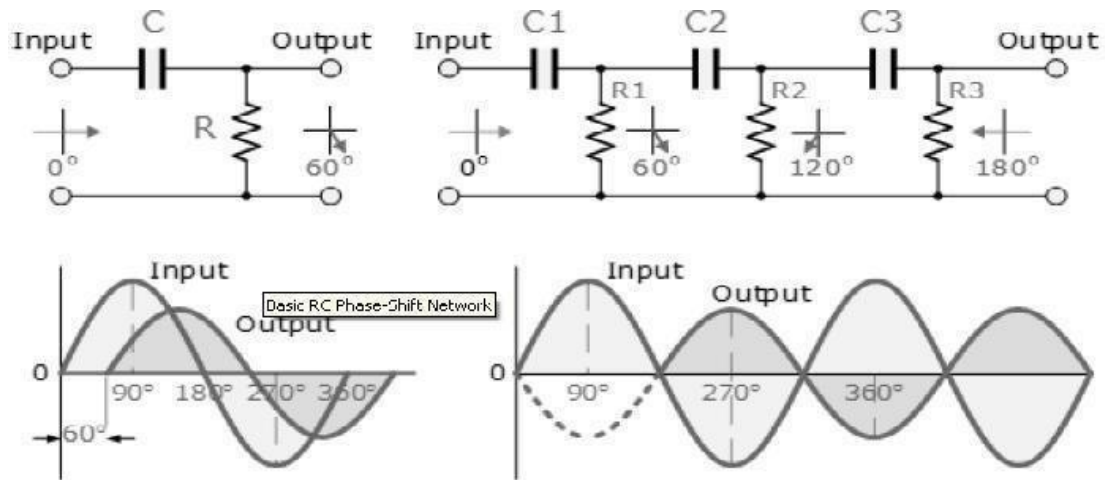 C
Input
Output
R
0°
60°
C1
C2
C3
Input
Output
R1
R2
R3
0°
60°
120°
180°
Input
Basic RC Phase-Shift Network
Output
0
90°
180°
270°
360°
60°
Input
Output
0
90°
270°
360°